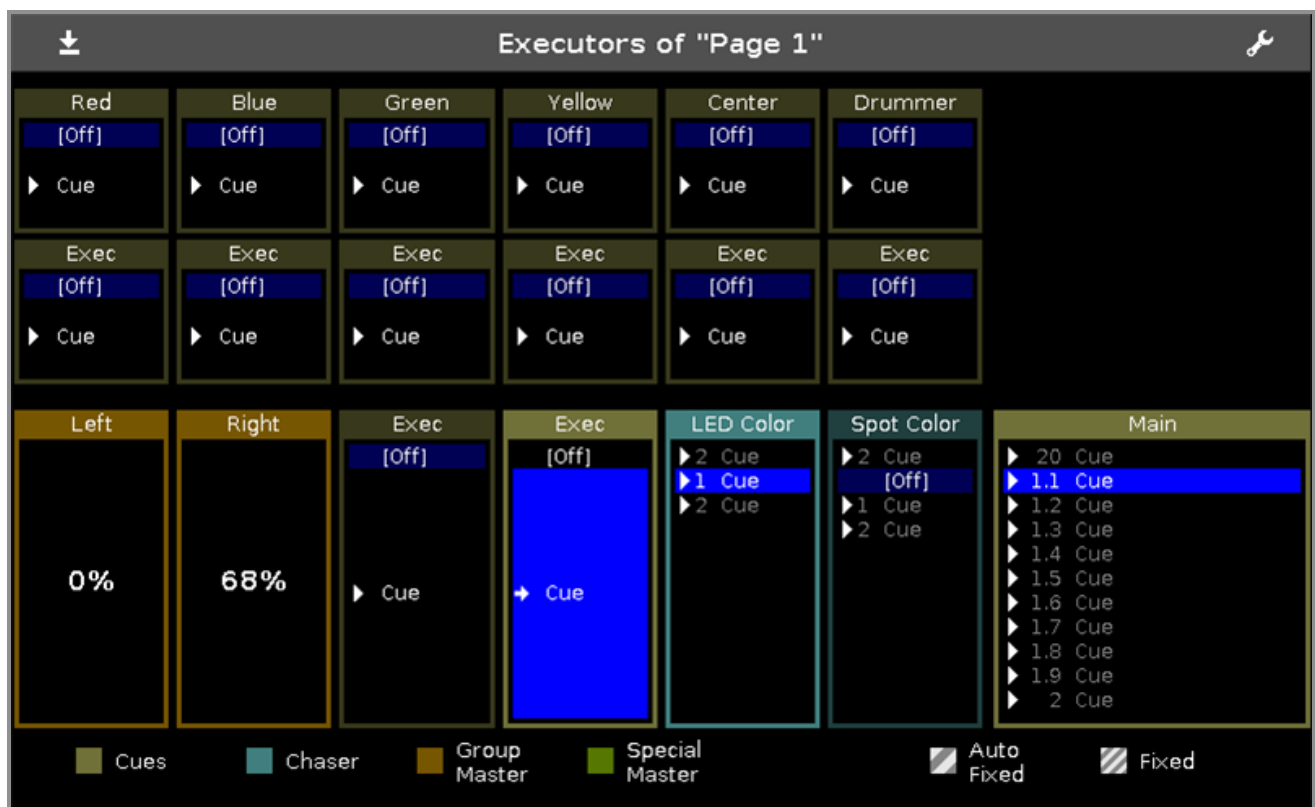 Executors of "Page 1"
Red Blue Green Yellow Center Drummer
[Off] [Off] [Off] [Off] [Off] [Off]
Cue Cue Cue Cue Cue Cue
Exec Exec Exec Exec Exec Exec
[Off] [Off] [Off] [Off] [Off] [Off]
Cue Cue Cue Cue Cue Cue
Left
0%
Right
68%
Exec
[Off]
Cue
Exec
[Off]
Cue
LED Color
2 Cue
1 Cue
2 Cue
Spot Color
2 Cue
[Off]
1 Cue
2 Cue
Main
20 Cue
1.1 Cue
1.2 Cue
1.3 Cue
1.4 Cue
1.5 Cue
1.6 Cue
1.7 Cue
1.8 Cue
1.9 Cue
2 Cue
Cues
Chaser
Group
Master
Special
Master
Auto
Fixed
Fixed